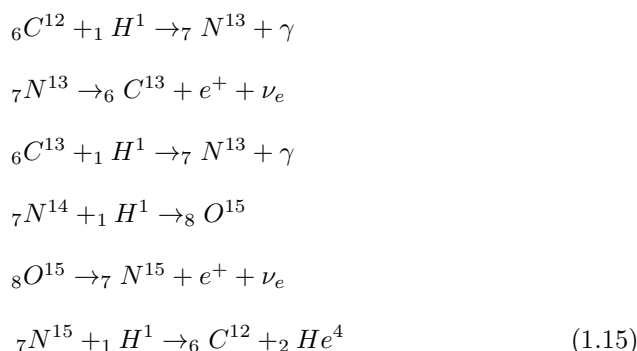 ₆C¹² +₁ H¹ →₇ N¹³ + γ
₇N¹³ →₆ C¹³ + e⁺ + νₑ
₆C¹³ +₁ H¹ →₇ N¹³ + γ
₇N¹⁴ +₁ H¹ →₈ O¹⁵
₈O¹⁵ →₇ N¹⁵ + e⁺ + νₑ
₇N¹⁵ +₁ H¹ →₆ C¹² +₂ He⁴ (1.15)